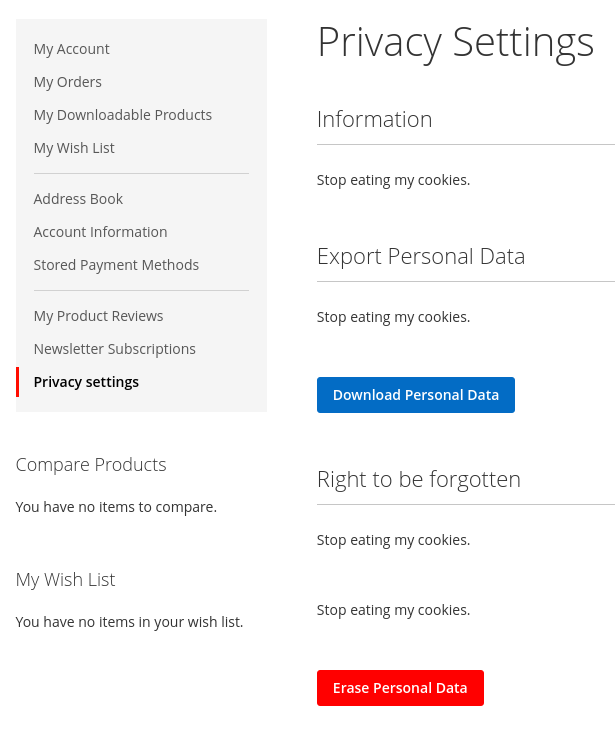 My Account
My Orders
My Downloadable Products
My Wish List
Address Book
Account Information
Stored Payment Methods
My Product Reviews
Newsletter Subscriptions
Privacy settings
Compare Products
You have no items to compare.
My Wish List
You have no items in your wish list.
Privacy Settings
Information
Stop eating my cookies.
Export Personal Data
Stop eating my cookies.
Download Personal Data
Right to be forgotten
Stop eating my cookies.
Stop eating my cookies.
Erase Personal Data